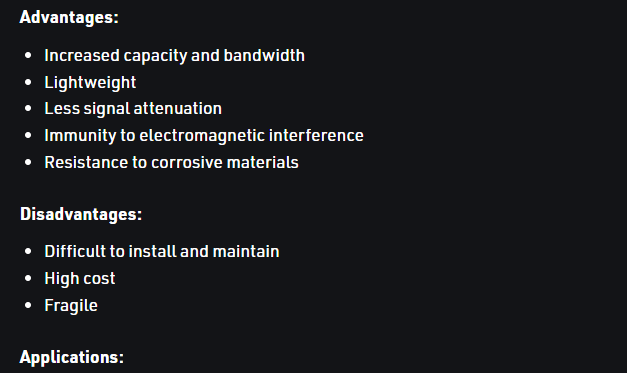 Advantages:
• Increased capacity and bandwidth
• Lightweight
• Less signal attenuation
• Immunity to electromagnetic interference
• Resistance to corrosive materials
Disadvantages:
• Difficult to install and maintain
• High cost
• Fragile
Applications: